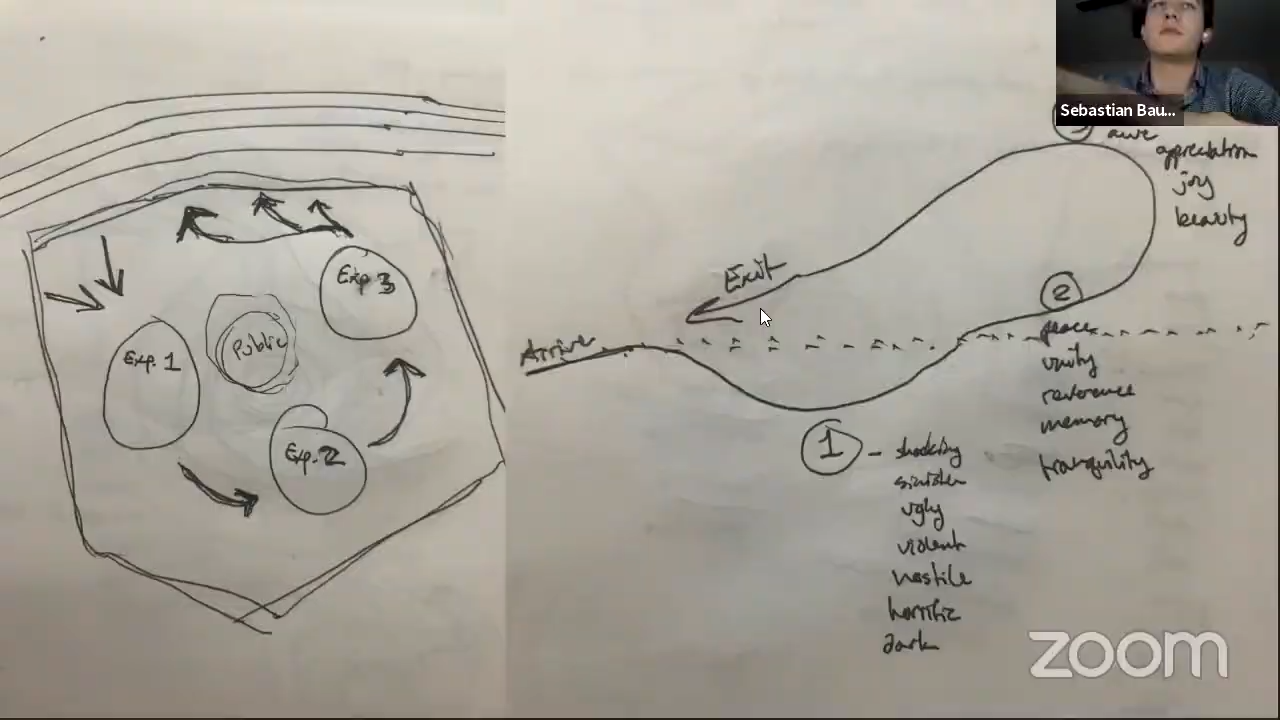 Exp. 1
Public
Exp. 2
Exp 3
Arrive
Exit
1 - shocking
sinister
ugly
violent
hostile
horrific
dark
2
peace
unity
reverence
memory
tranquility
appreciation
joy
beauty
Sebastian Bau...
zoom